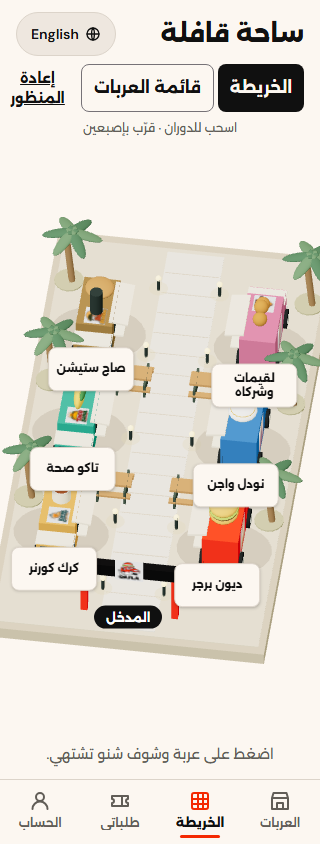 ساحة قافلة
English
الخريطة
قائمة العربات
إعادة
المنظور
اسحب للدوران · قرّب بإصبعين
صاج ستيشن
لقيمات
وشركاه
تاكو صحة
نودل واجن
كرك كورنر
ديون برجر
المدخل
اضغط على عربة وشوف شنو تشتهي.
العربات
الخريطة
طلباتي
الحساب